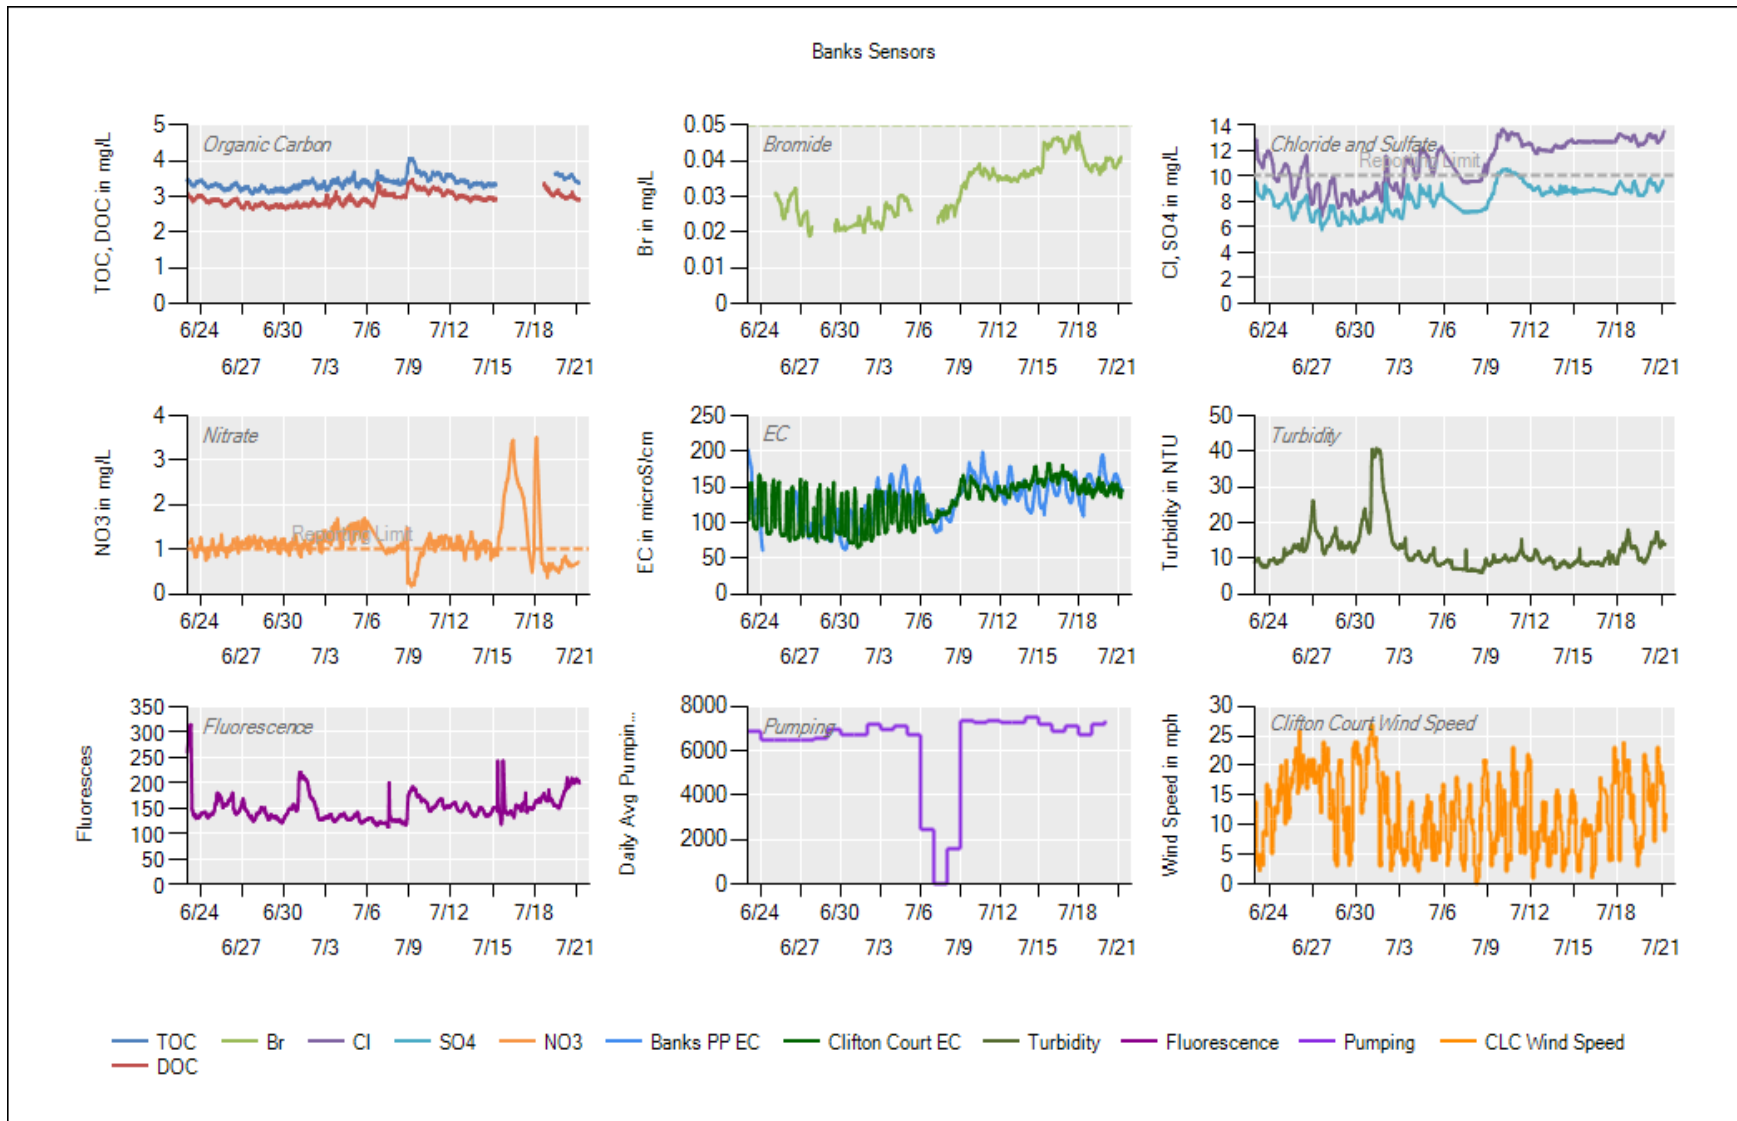 Banks Sensors
TOC, DOC in mg/L
Organic Carbon
5
4
3
2
1
0
6/24 6/30 7/6 7/12 7/18
6/27 7/3 7/9 7/15 7/21
Br in mg/L
Bromide
0.05
0.04
0.03
0.02
0.01
0
6/24 6/30 7/6 7/12 7/18
6/27 7/3 7/9 7/15 7/21
Cl, SO4 in mg/L
Chloride and Sulfate
Reporting Limit
14
12
10
8
6
4
2
0
6/24 6/30 7/6 7/12 7/18
6/27 7/3 7/9 7/15 7/21
NO3 in mg/L
Nitrate
Reporting Limit
4
3
2
1
0
6/24 6/30 7/6 7/12 7/18
6/27 7/3 7/9 7/15 7/21
EC in microS/cm
EC
250
200
150
100
50
0
6/24 6/30 7/6 7/12 7/18
6/27 7/3 7/9 7/15 7/21
Turbidity in NTU
Turbidity
50
40
30
20
10
0
6/24 6/30 7/6 7/12 7/18
6/27 7/3 7/9 7/15 7/21
Fluoresces
Fluorescence
350
300
250
200
150
100
50
0
6/24 6/30 7/6 7/12 7/18
6/27 7/3 7/9 7/15 7/21
Daily Avg Pumpin...
Pumping
8000
6000
4000
2000
0
6/24 6/30 7/6 7/12 7/18
6/27 7/3 7/9 7/15 7/21
Wind Speed in mph
Clifton Court Wind Speed
30
25
20
15
10
5
0
6/24 6/30 7/6 7/12 7/18
6/27 7/3 7/9 7/15 7/21
TOC Br Cl SO4 NO3 Banks PP EC Clifton Court EC Turbidity Fluorescence Pumping CLC Wind Speed
DOC